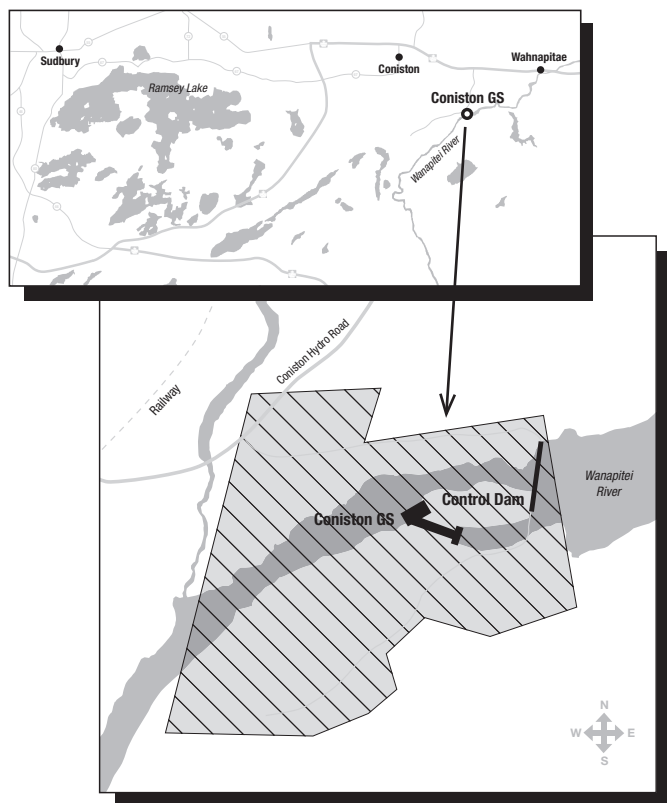 Sudbury
Ramsey Lake
Coniston
Wahnapitae
Coniston GS
Wanapitei River
Coniston Hydro Road
Railway
Wanapitei
River
Control Dam
Coniston GS
N
W E
S